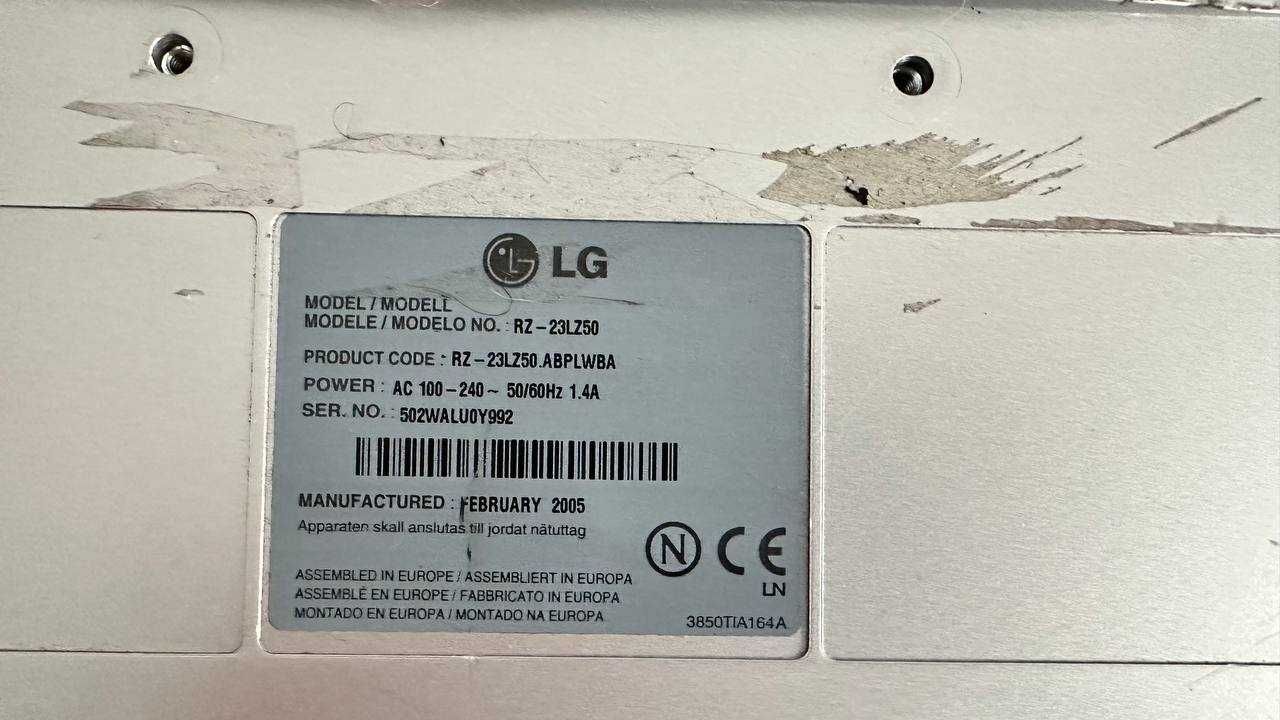 LG
MODEL / MODELL
MODELE / MODELO NO. : RZ-23LZ50
PRODUCT CODE : RZ-23LZ50.ABPLWBA
POWER : AC 100-240~ 50/60Hz 1.4A
SER. NO. : 502WALU0Y992
MANUFACTURED : FEBRUARY 2005
Apparaten skall anslutas till jordat nätuttag
N CE
LN
ASSEMBLED IN EUROPE / ASSEMBLIERT IN EUROPA
ASSEMBLÉ EN EUROPE / FABBRICATO IN EUROPA
MONTADO EN EUROPA / MONTADO NA EUROPA
3850TIA164A